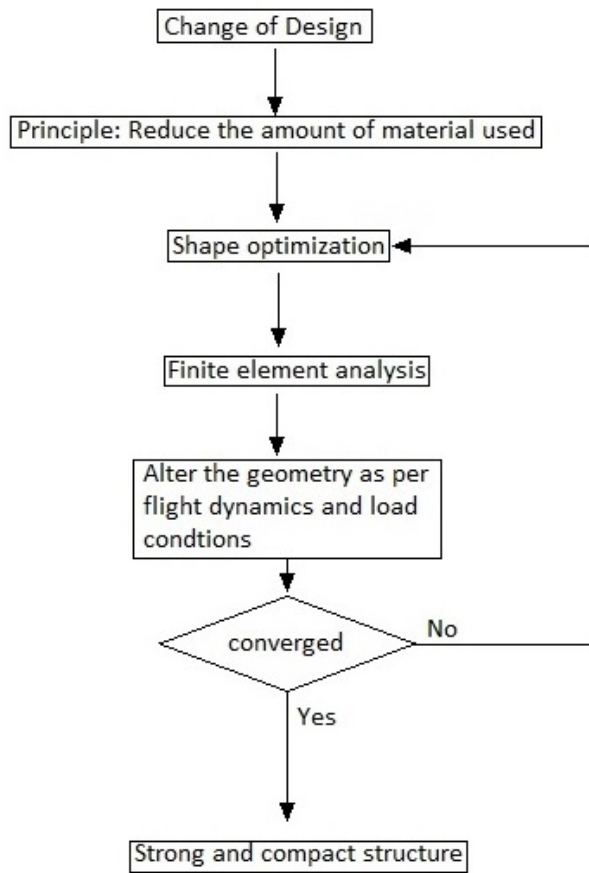 Change of Design
Principle: Reduce the amount of material used
Shape optimization
Finite element analysis
Alter the geometry as per
flight dynamics and load
condtions
converged
No
Yes
Strong and compact structure